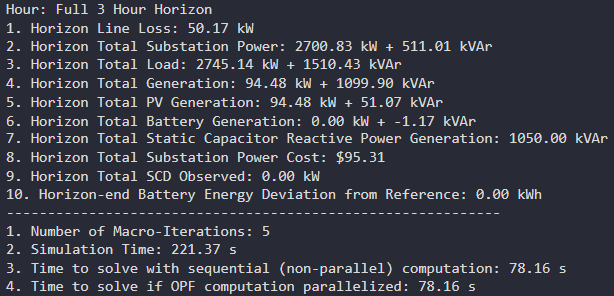 Hour: Full 3 Hour Horizon
1. Horizon Line Loss: 50.17 kW
2. Horizon Total Substation Power: 2700.83 kW + 511.01 kVAr
3. Horizon Total Load: 2745.14 kW + 1510.43 kVAr
4. Horizon Total Generation: 94.48 kW + 1099.90 kVAr
5. Horizon Total PV Generation: 94.48 kW + 51.07 kVAr
6. Horizon Total Battery Generation: 0.00 kW + -1.17 kVAr
7. Horizon Total Static Capacitor Reactive Power Generation: 1050.00 kVAr
8. Horizon Total Substation Power Cost: $95.31
9. Horizon Total SCD Observed: 0.00 kW
10. Horizon-end Battery Energy Deviation from Reference: 0.00 kWh
------------------------------------------------------------
1. Number of Macro-Iterations: 5
2. Simulation Time: 221.37 s
3. Time to solve with sequential (non-parallel) computation: 78.16 s
4. Time to solve if OPF computation parallelized: 78.16 s